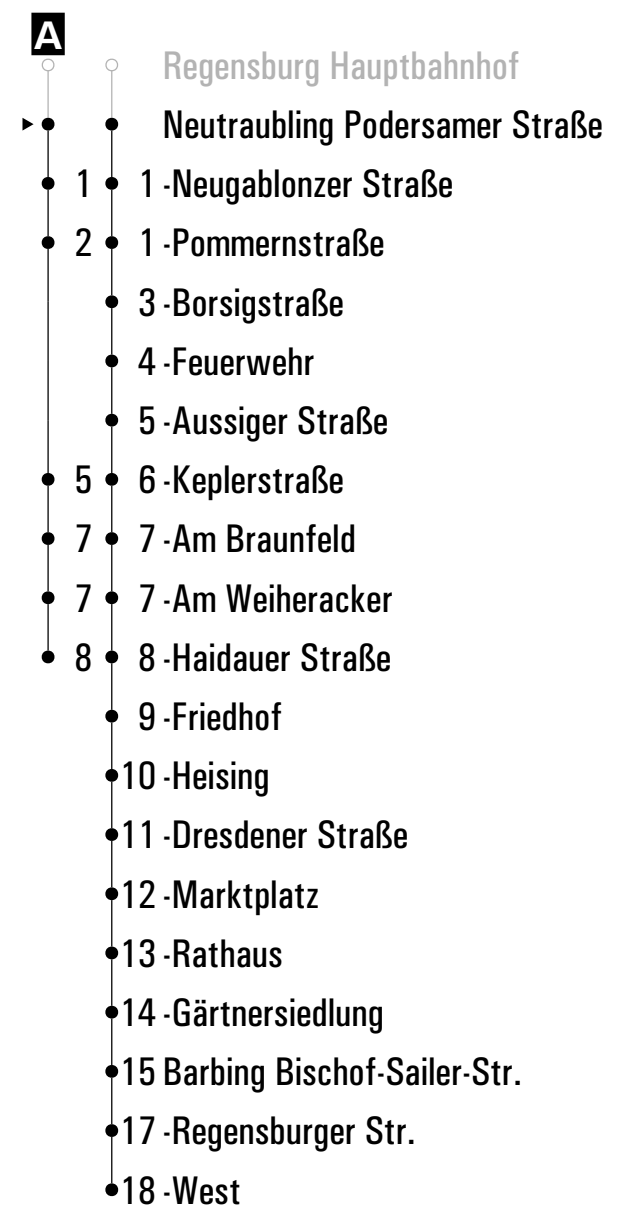 A
Regensburg Hauptbahnhof
Neutraubling Podersamer Straße
1 1 -Neugablonzer Straße
2 1 -Pommernstraße
3 -Borsigstraße
4 -Feuerwehr
5 -Aussiger Straße
5 6 -Keplerstraße
7 7 -Am Braunfeld
7 7 -Am Weiheracker
8 8 -Haidauer Straße
9 -Friedhof
10 -Heising
11 -Dresdener Straße
12 -Marktplatz
13 -Rathaus
14 -Gärtnersiedlung
15 Barbing Bischof-Sailer-Str.
17 -Regensburger Str.
18 -West